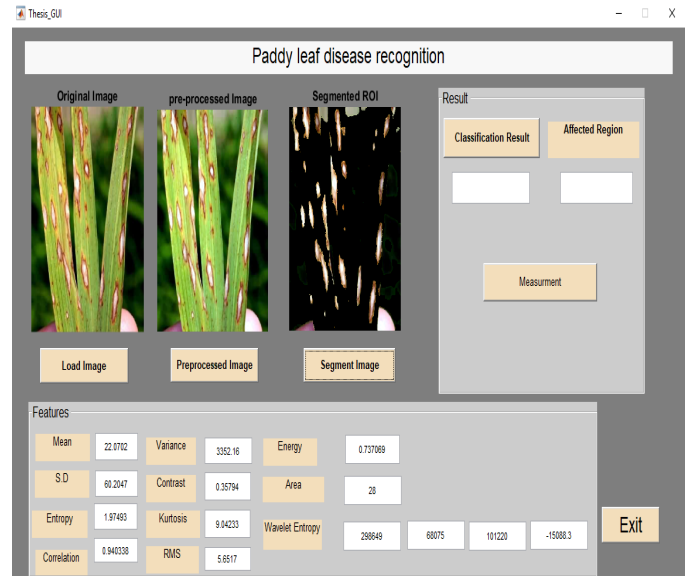 Thesis_GUI
Paddy leaf disease recognition
Original Image
pre-processed Image
Segmented ROI
Load Image
Preprocessed Image
Segment Image
Result
Classification Result
Affected Region
Measurment
Features
Mean 22.0702 Variance 3352.16 Energy 0.737069
S.D 60.2047 Contrast 0.35794 Area 28
Entropy 1.97493 Kurtosis 9.04233 Wavelet Entropy 298649 68075 101220 -15088.3
Correlation 0.940338 RMS 5.6517
Exit